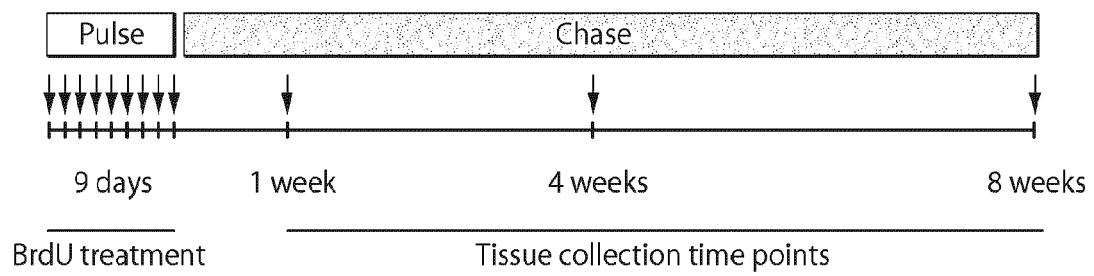 Pulse Chase
9 days 1 week 4 weeks 8 weeks
BrdU treatment Tissue collection time points